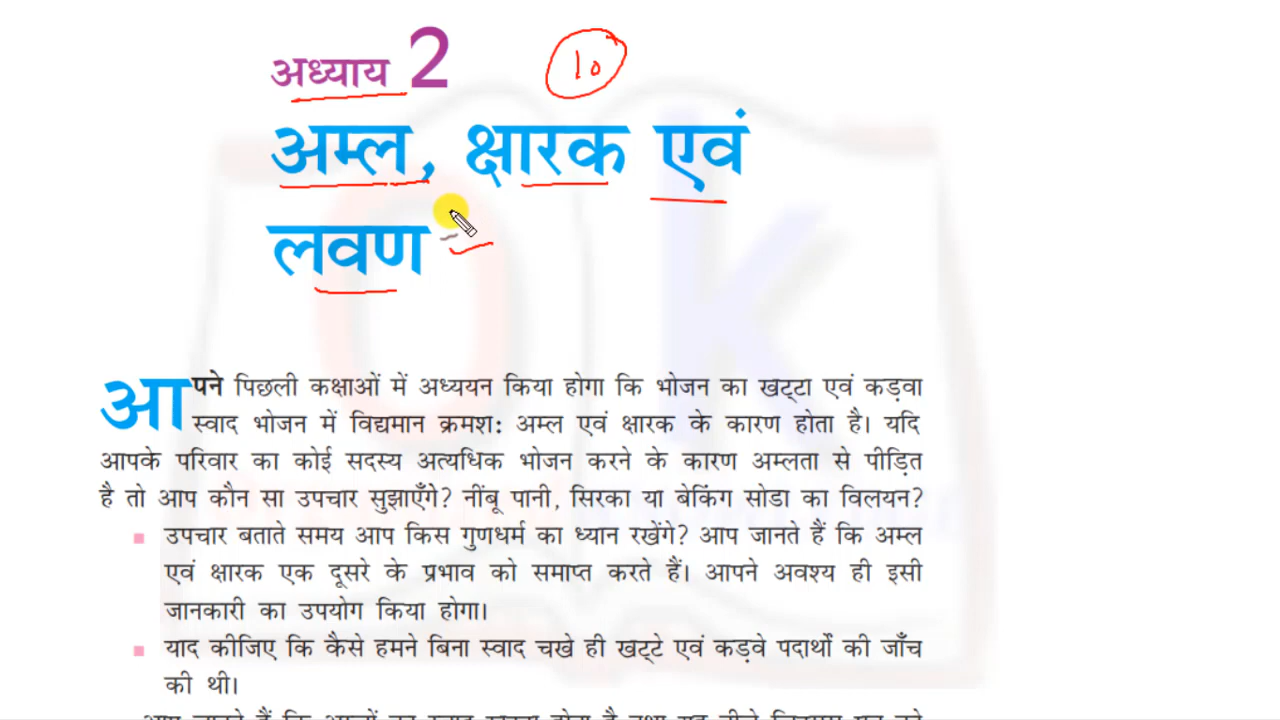 अध्याय 2
10
अम्ल, क्षारक एवं
लवण
आपने पिछली कक्षाओं में अध्ययन किया होगा कि भोजन का खट्टा एवं कड़वा
स्वाद भोजन में विद्यमान क्रमश: अम्ल एवं क्षारक के कारण होता है। यदि
आपके परिवार का कोई सदस्य अत्यधिक भोजन करने के कारण अम्लता से पीड़ित
है तो आप कौन सा उपचार सुझाएँगे? नींबू पानी, सिरका या बेकिंग सोडा का विलयन?
■ उपचार बताते समय आप किस गुणधर्म का ध्यान रखेंगे? आप जानते हैं कि अम्ल
एवं क्षारक एक दूसरे के प्रभाव को समाप्त करते हैं। आपने अवश्य ही इसी
जानकारी का उपयोग किया होगा।
■ याद कीजिए कि कैसे हमने बिना स्वाद चखे ही खट्टे एवं कड़वे पदार्थों की जाँच
की थी।